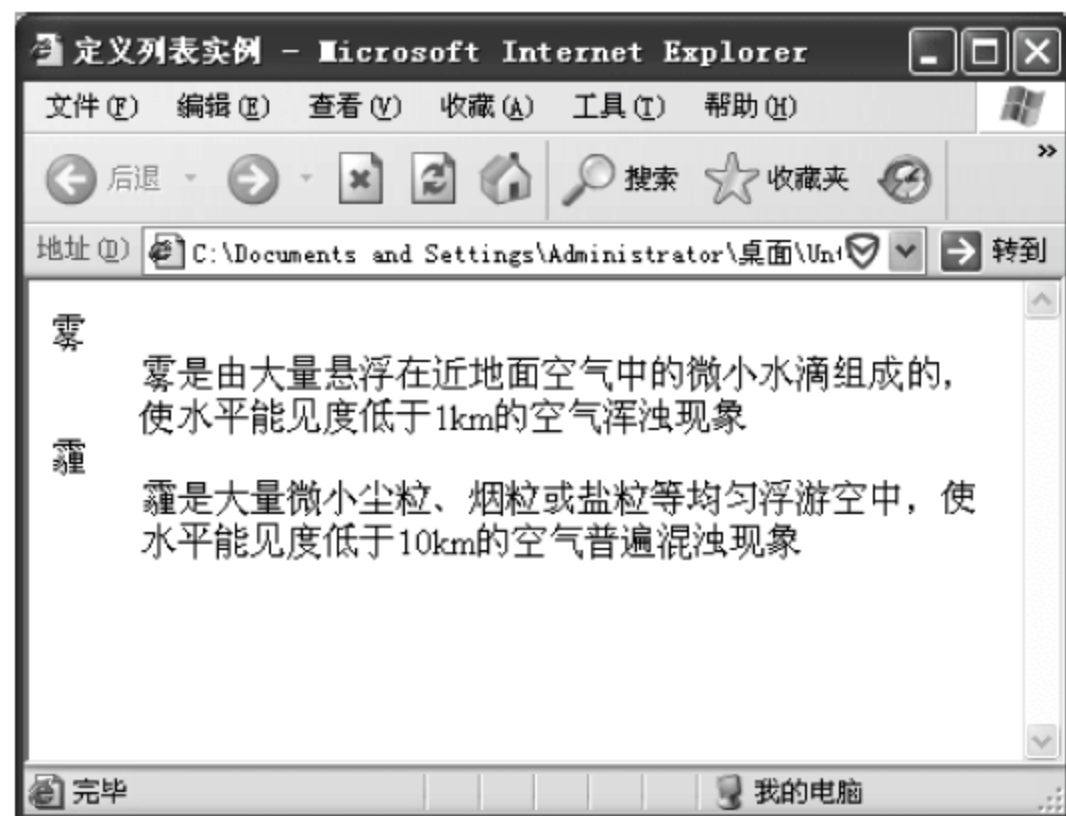 定义列表实例 - Microsoft Internet Explorer
文件(F) 编辑(E) 查看(V) 收藏(A) 工具(T) 帮助(H)
后退 搜索 收藏夹 »
地址(D) C:\Documents and Settings\Administrator\桌面\Unt 转到
雾
雾是由大量悬浮在近地面空气中的微小水滴组成的，
使水平能见度低于1km的空气浑浊现象
霾
霾是大量微小尘粒、烟粒或盐粒等均匀浮游空中，使
水平能见度低于10km的空气普遍混浊现象
完毕 我的电脑